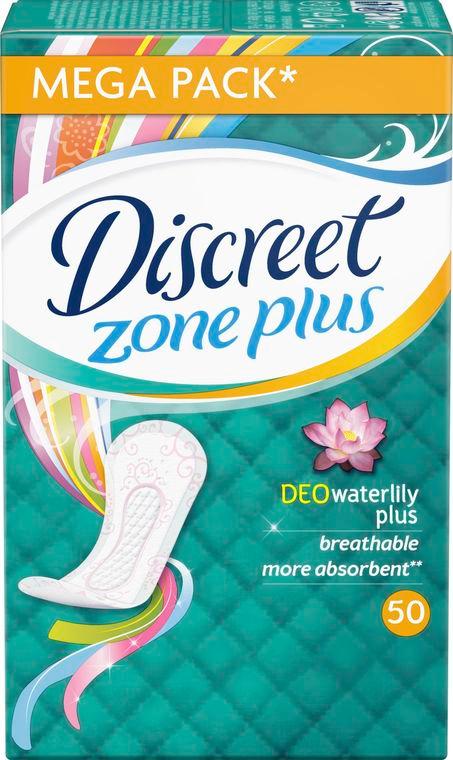 MEGA PACK*
Discreet
zone plus
DEOwaterlily
plus
breathable
more absorbent**
50